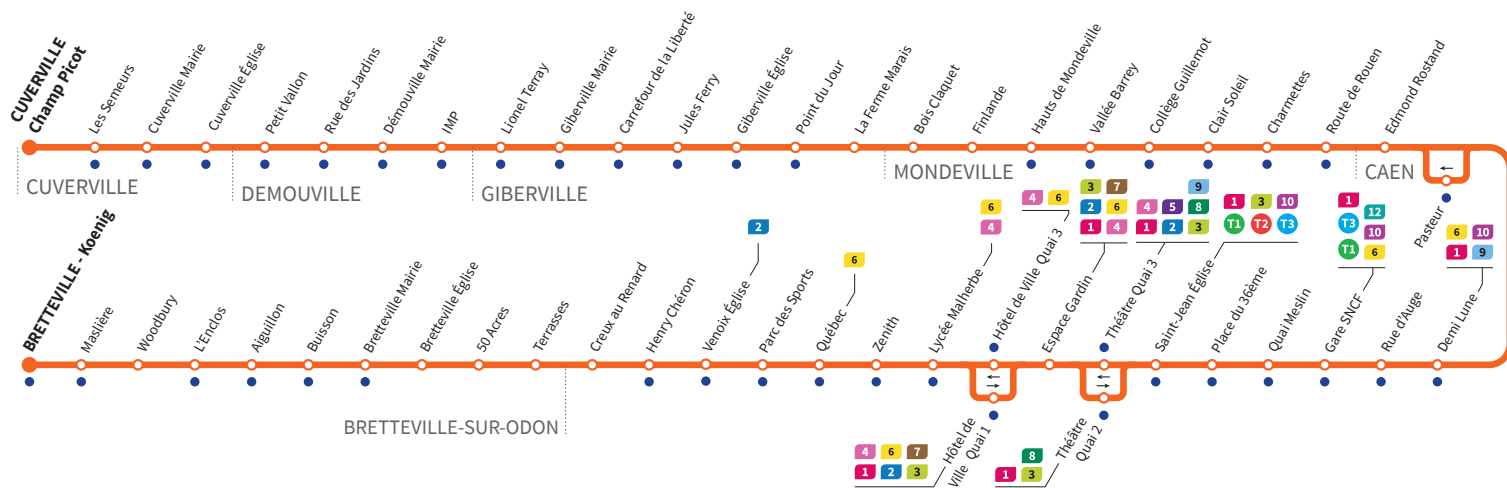 CUVERVILLE
Champ Picot
Les Semeurs
Cuverville Mairie
Cuverville Église
Petit Vallon
Rue des Jardins
Démouville Mairie
IMP
Lionel Terray
Giberville Mairie
Carrefour de la Liberté
Jules Ferry
Giberville Église
Point du Jour
La Ferme Marais
Bois Claquet
Finlande
Hauts de Mondeville
Vallée Barrey
Collège Guillemot
Clair Soleil
Charmettes
Route de Rouen
Edmond Rostand
CUVERVILLE
DEMOUVILLE
GIBERVILLE
MONDEVILLE
CAEN
Pasteur
BRETTEVILLE - Koenig
Maslière
Woodbury
L'Enclos
Aiguillon
Buisson
Bretteville Mairie
Bretteville Église
50 Acres
Terrasses
Creux au Renard
Henry Chéron
Venoix Église
2
Parc des Sports
Québec
6
Zenith
Lycée Malherbe
6
4
Hôtel de Ville Quai 3
4 6
Espace Gardin
3 7
2 6
1 4
Théâtre Quai 3
9
4 5 8
1 2 3
Saint-Jean Église
1 3 10
T1 T2 T3
Place du 36ème
Quai Meslin
Gare SNCF
1
12
T3
10
T1
6
Rue d'Auge
Demi Lune
6 10
1 9
BRETTEVILLE-SUR-ODON
4 6 7
1 2 3
Hôtel de
Ville Quai 1
8
1 3
Théâtre
Quai 2